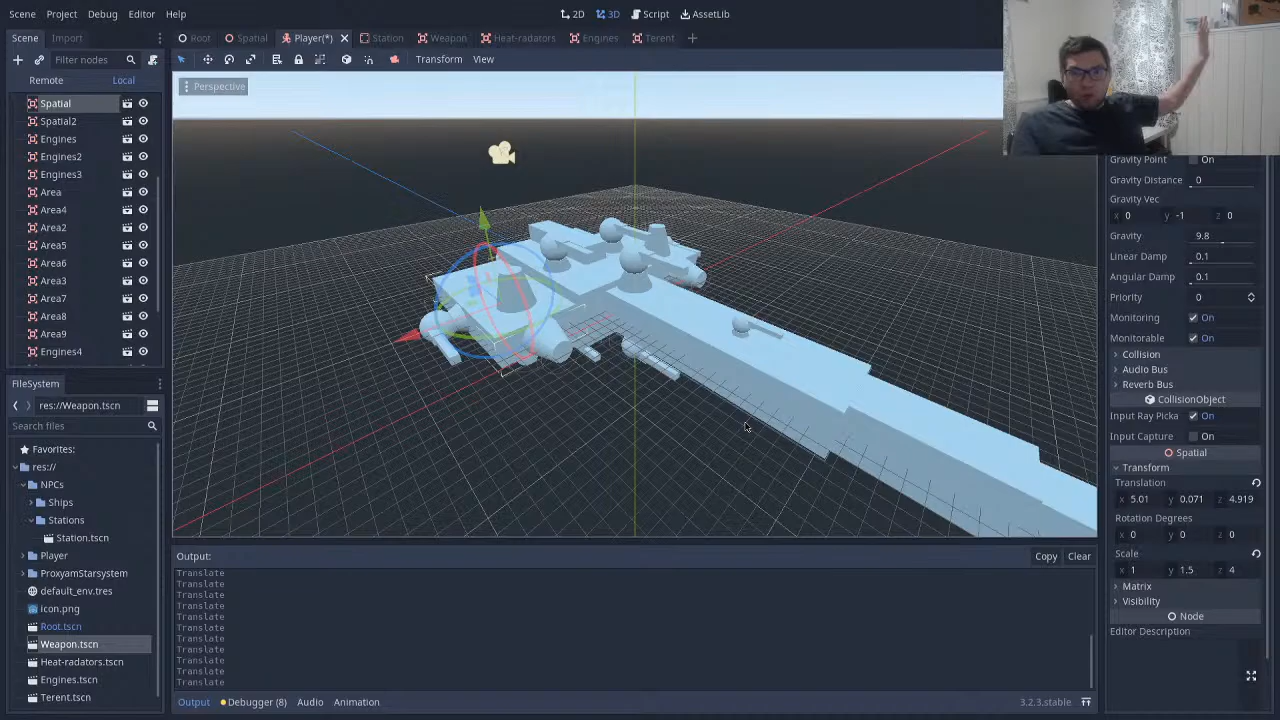 Scene Project Debug Editor Help
2D 3D Script AssetLib
Scene Import
Root Spatial Player(*) Station Weapon Heat-radators Engines Terent
Filter nodes
Transform View
Remote Local
Perspective
Spatial
Spatial2
Engines
Engines2
Engines3
Area
Area4
Area2
Area5
Area6
Area3
Area7
Area8
Area9
Engines4
FileSystem
res://Weapon.tscn
Search files
Favorites:
res://
NPCs
Ships
Stations
Station.tscn
Player
ProxyamStarsystem
default_env.tres
icon.png
Root.tscn
Weapon.tscn
Heat-radators.tscn
Engines.tscn
Terent.tscn
Output:
Copy Clear
Translate
Translate
Translate
Translate
Translate
Translate
Translate
Translate
Translate
Translate
Translate
Output Debugger (8) Audio Animation
3.2.3.stable
Gravity Point On
Gravity Distance 0
Gravity Vec
x 0 y -1 z 0
Gravity 9.8
Linear Damp 0.1
Angular Damp 0.1
Priority 0
Monitoring On
Monitorable On
Collision
Audio Bus
Reverb Bus
CollisionObject
Input Ray Picka On
Input Capture On
Spatial
Transform
Translation
x 5.01 y 0.071 z 4.919
Rotation Degrees
x 0 y 0 z 0
Scale
x 1 y 1.5 z 4
Matrix
Visibility
Node
Editor Description